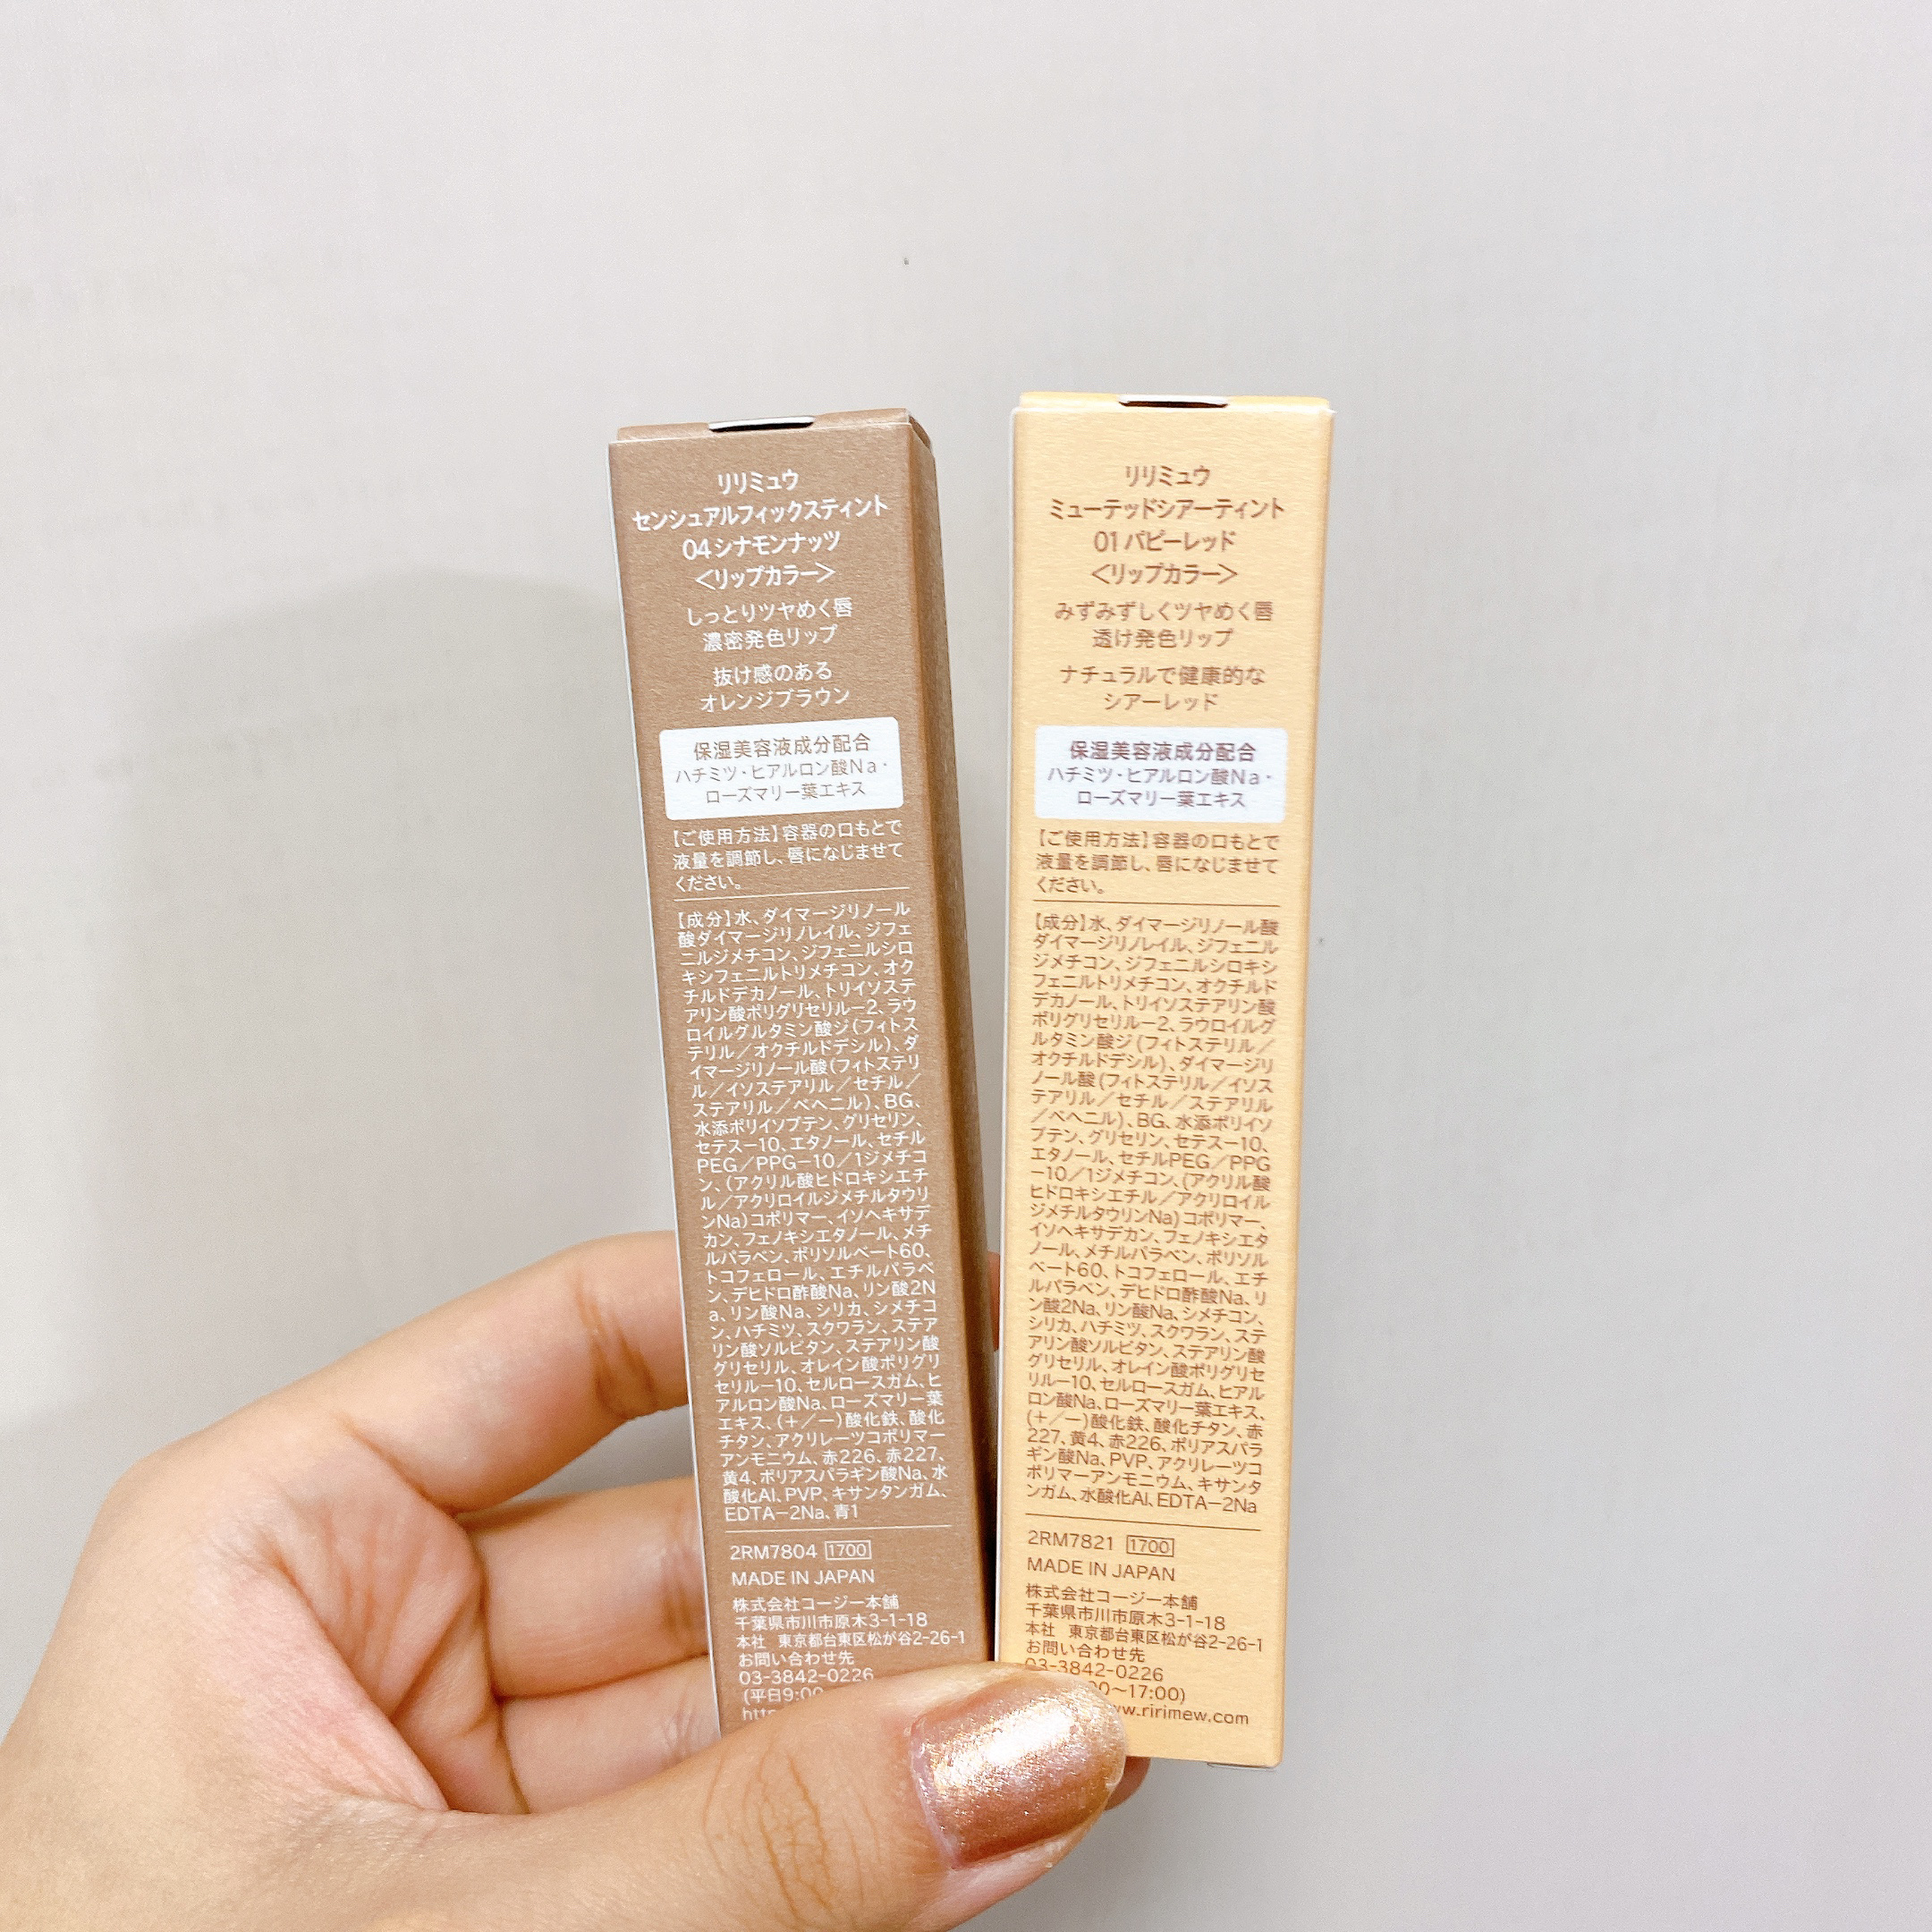 リリミュウ
センシュアルフィックスティント
04シナモンナッツ
<リップカラー>
しっとりツヤめく唇
濃密発色リップ
抜け感のある
オレンジブラウン
保湿美容液成分配合
ハチミツ・ヒアルロン酸Na・
ローズマリー葉エキス
【ご使用方法】容器の口もとで
液量を調節し、唇になじませて
ください。
【成分】水、ダイマージリノール
酸ダイマージリノレイル、ジフェ
ニルジメチコン、ジフェニルシロ
キシフェニルトリメチコン、オク
チルドデカノール、トリイソステ
アリン酸ポリグリセリル-2、ラウ
ロイルグルタミン酸ジ(フィトス
テリル/オクチルドデシル)、ダ
イマージリノール酸(フィトステリ
ル/イソステアリル/セチル/
ステアリル/ベヘニル)、BG、
水添ポリイソブテン、グリセリン、
セテス-10、エタノール、セチル
PEG/PPG-10/1ジメチコ
ン、(アクリル酸ヒドロキシエチ
ル/アクリロイルジメチルタウリ
ンNa)コポリマー、イソヘキサデ
カン、フェノキシエタノール、メチ
ルパラベン、ポリソルベート60、
トコフェロール、エチルパラベ
ン、デヒドロ酢酸Na、リン酸2N
a、リン酸Na、シリカ、シメチコ
ン、ハチミツ、スクワラン、ステア
リン酸ソルビタン、ステアリン酸
グリセリル、オレイン酸ポリグリ
セリル-10、セルロースガム、ヒ
アルロン酸Na、ローズマリー葉
エキス、(+/-)酸化鉄、酸化
チタン、アクリレーツコポリマー
アンモニウム、赤226、赤227、
黄4、ポリアスパラギン酸Na、水
酸化Al、PVP、キサンタンガム、
EDTA-2Na、青1
2RM7804 1700
MADE IN JAPAN
株式会社コージー本舗
千葉県市川市原木3-1-18
本社 東京都台東区松が谷2-26-1
お問い合わせ先
03-3842-0226
(平日9:00
http
リリミュウ
ミューテッドシアーティント
01パピーレッド
<リップカラー>
みずみずしくツヤめく唇
透け発色リップ
ナチュラルで健康的な
シアーレッド
保湿美容液成分配合
ハチミツ・ヒアルロン酸Na・
ローズマリー葉エキス
【ご使用方法】容器の口もとで
液量を調節し、唇になじませて
ください。
【成分】水、ダイマージリノール酸
ダイマージリノレイル、ジフェニル
ジメチコン、ジフェニルシロキシ
フェニルトリメチコン、オクチルド
デカノール、トリイソステアリン酸
ポリグリセリル-2、ラウロイルグ
ルタミン酸ジ(フィトステリル/
オクチルドデシル)、ダイマージリ
ノール酸(フィトステリル/イソス
テアリル/セチル/ステアリル
/ベヘニル)、BG、水添ポリイソ
ブテン、グリセリン、セテス-10、
エタノール、セチルPEG/PPG
-10/1ジメチコン、(アクリル酸
ヒドロキシエチル/アクリロイル
ジメチルタウリンNa)コポリマー、
イソヘキサデカン、フェノキシエタ
ノール、メチルパラベン、ポリソル
ベート60、トコフェロール、エチ
ルパラベン、デヒドロ酢酸Na、リ
ン酸2Na、リン酸Na、シメチコン、
シリカ、ハチミツ、スクワラン、ステ
アリン酸ソルビタン、ステアリン酸
グリセリル、オレイン酸ポリグリセ
リル-10、セルロースガム、ヒアル
ロン酸Na、ローズマリー葉エキス、
(+/-)酸化鉄、酸化チタン、赤
227、黄4、赤226、ポリアスパラ
ギン酸Na、PVP、アクリレーツコ
ポリマーアンモニウム、キサンタ
ンガム、水酸化Al、EDTA-2Na
2RM7821 1700
MADE IN JAPAN
株式会社コージー本舗
千葉県市川市原木3-1-18
本社 東京都台東区松が谷2-26-1
お問い合わせ先
03-3842-0226
00~17:00)
w.ririmew.com